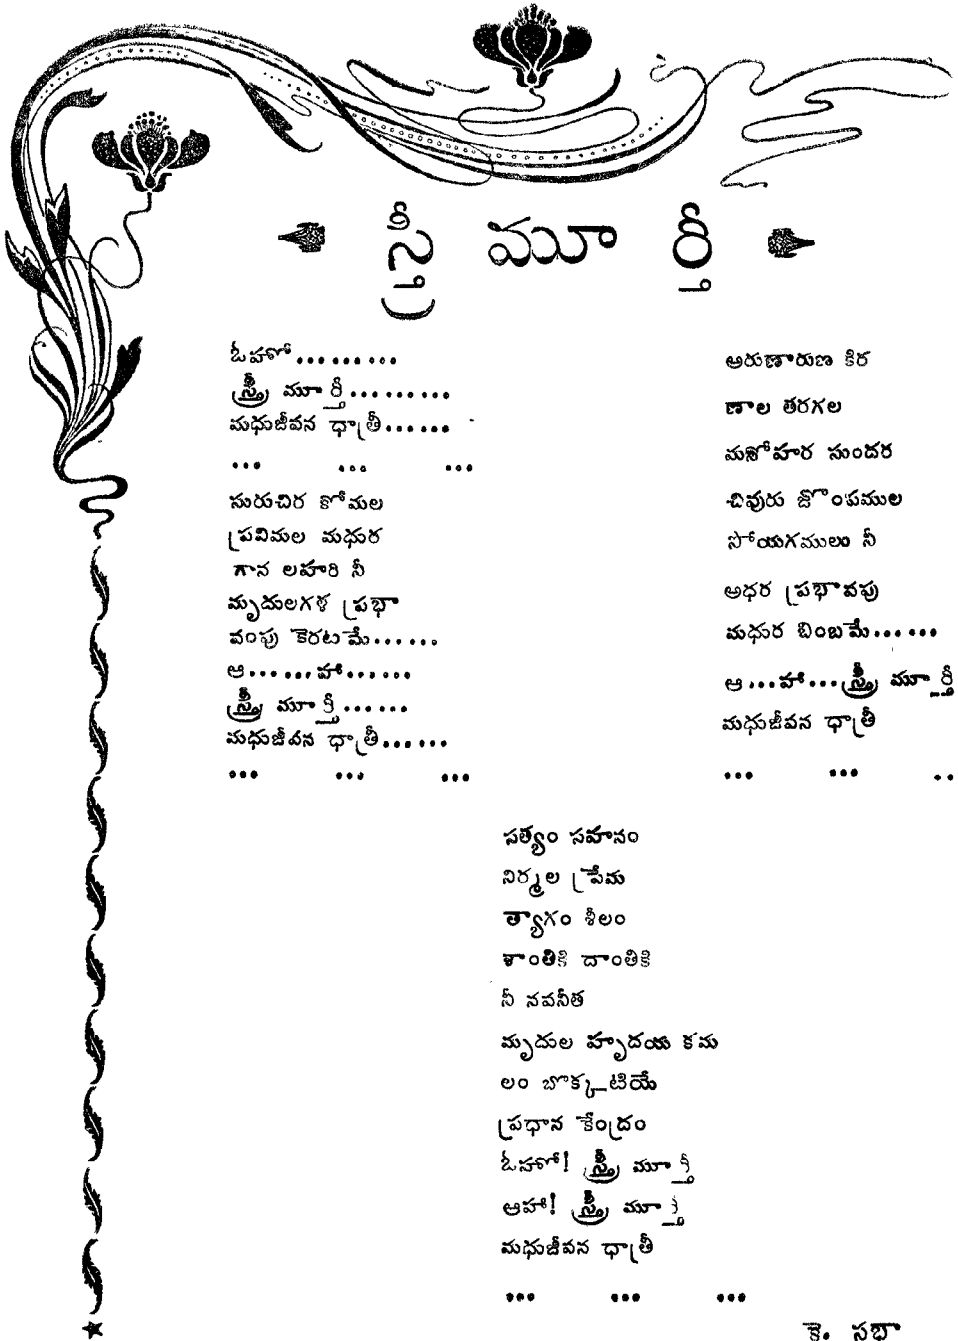 స్త్రీ మూర్తీ
ఓహో.........
స్త్రీ మూర్తీ.........
మధుజీవన ధాత్రీ......
... ... ...
సురుచిర కోమల
ప్రవిమల మధుర
గాన లహరి నీ
మృదులగళ ప్రభా
వంపు కెరటమే......
ఆ......హా......
స్త్రీ మూర్తీ......
మధుజీవన ధాత్రీ......
... ... ...
అరుణారుణ కిర
ణాల తరగల
మనోహర సుందర
చివురు జొంపముల
సోయగములు నీ
అధర ప్రభావపు
మధుర బింబమే......
ఆ...హా...స్త్రీ మూర్తీ
మధుజీవన ధాత్రీ
... ... ..
సత్యం సహనం
నిర్మల ప్రేమ
త్యాగం శీలం
శాంతికి దాంతికి
నీ నవనీత
మృదుల హృదయ కమ
లం బొక్కటియే
ప్రధాన కేంద్రం
ఓహో! స్త్రీ మూర్తీ
ఆహా! స్త్రీ మూర్తీ
మధుజీవన ధాత్రీ
... ... ...
కె. సభా